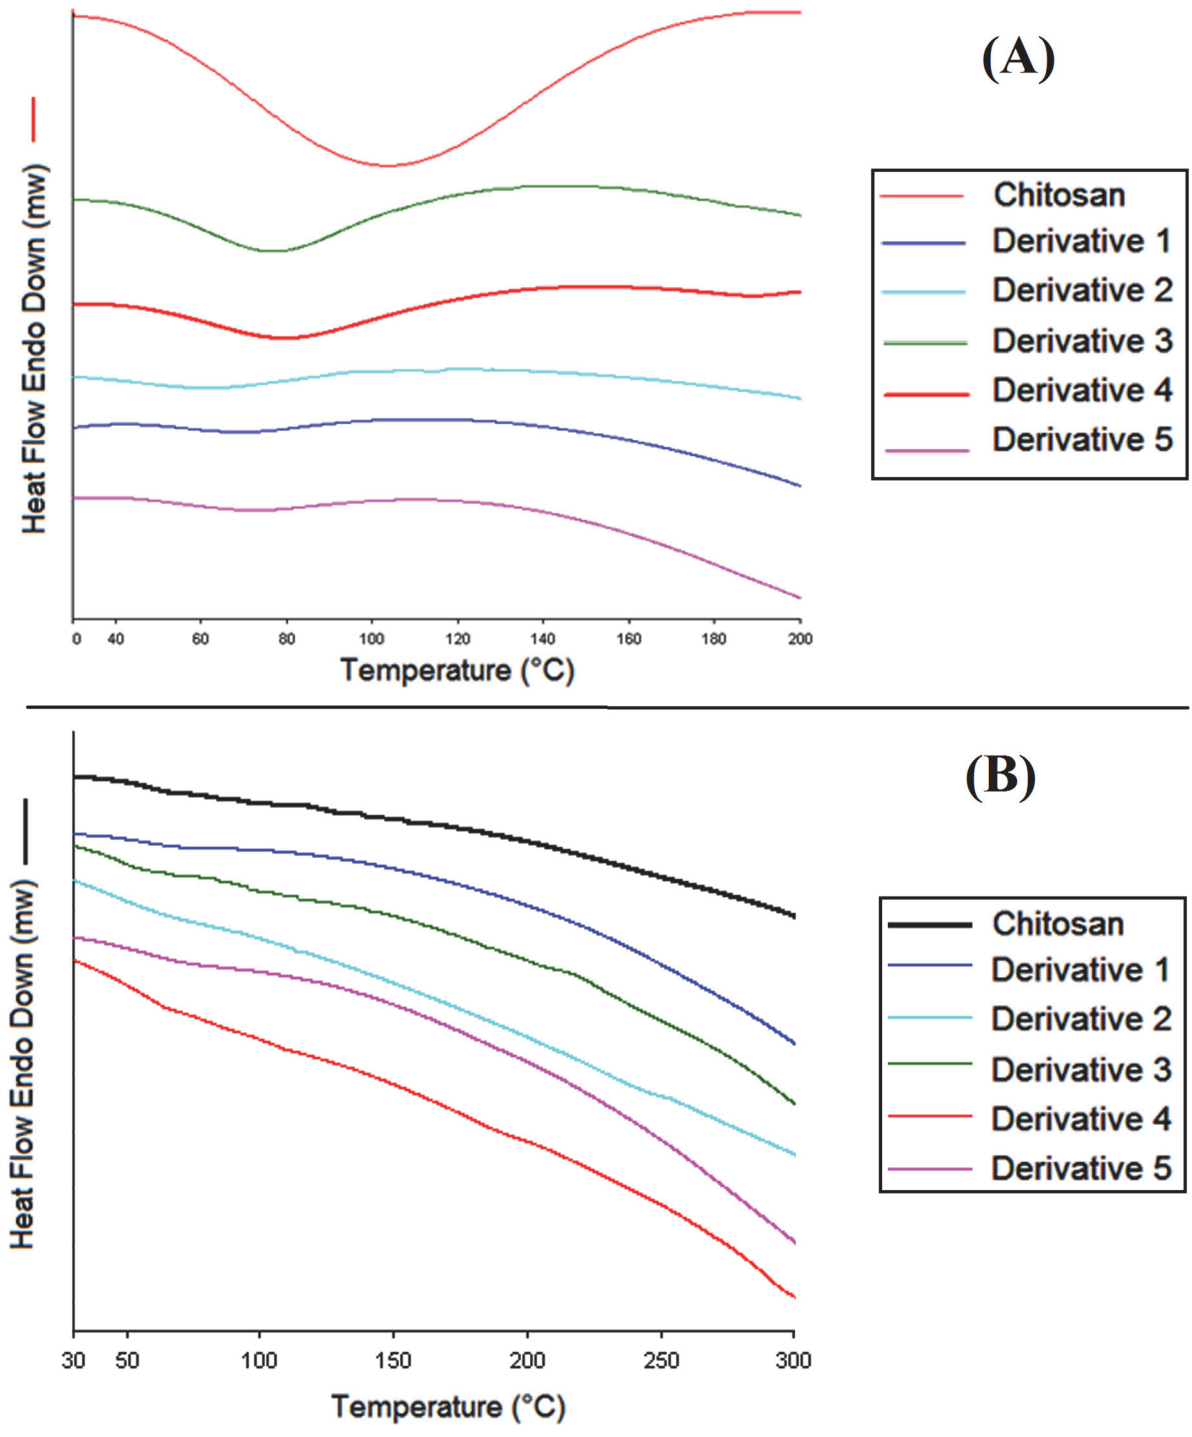 (A)
Heat Flow Endo Down (mw)
Chitosan
Derivative 1
Derivative 2
Derivative 3
Derivative 4
Derivative 5
0 40 60 80 100 120 140 160 180 200
Temperature (°C)
(B)
Heat Flow Endo Down (mw)
Chitosan
Derivative 1
Derivative 2
Derivative 3
Derivative 4
Derivative 5
30 50 100 150 200 250 300
Temperature (°C)